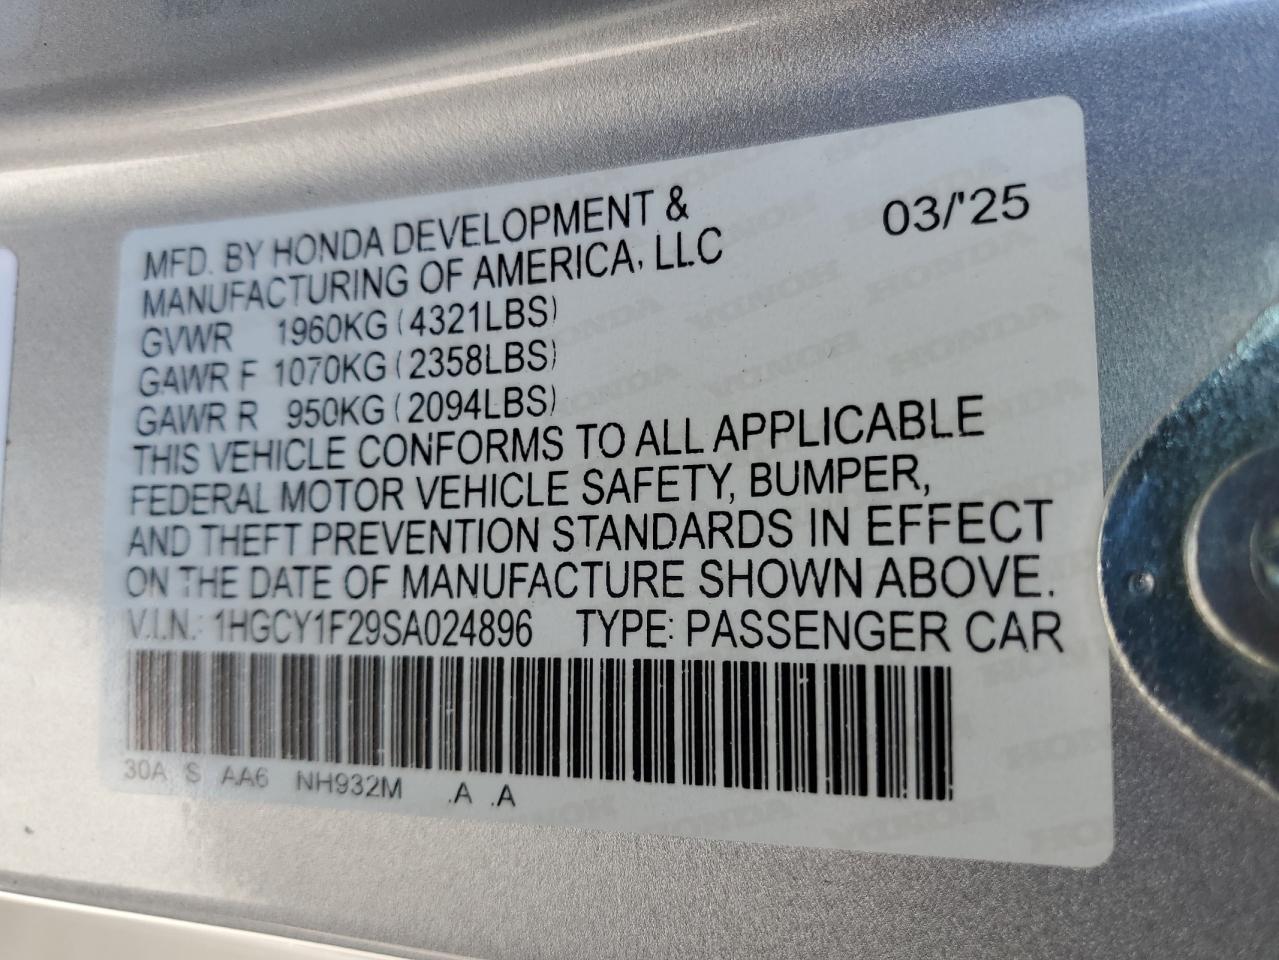 03/'25
MFD. BY HONDA DEVELOPMENT &
MANUFACTURING OF AMERICA, LLC
GVWR 1960KG (4321LBS)
GAWR F 1070KG (2358LBS)
GAWR R 950KG (2094LBS)
THIS VEHICLE CONFORMS TO ALL APPLICABLE
FEDERAL MOTOR VEHICLE SAFETY, BUMPER,
AND THEFT PREVENTION STANDARDS IN EFFECT
ON THE DATE OF MANUFACTURE SHOWN ABOVE.
V.I.N.: 1HGCY1F29SA024896 TYPE: PASSENGER CAR
30A S AA6 NH932M .A .A